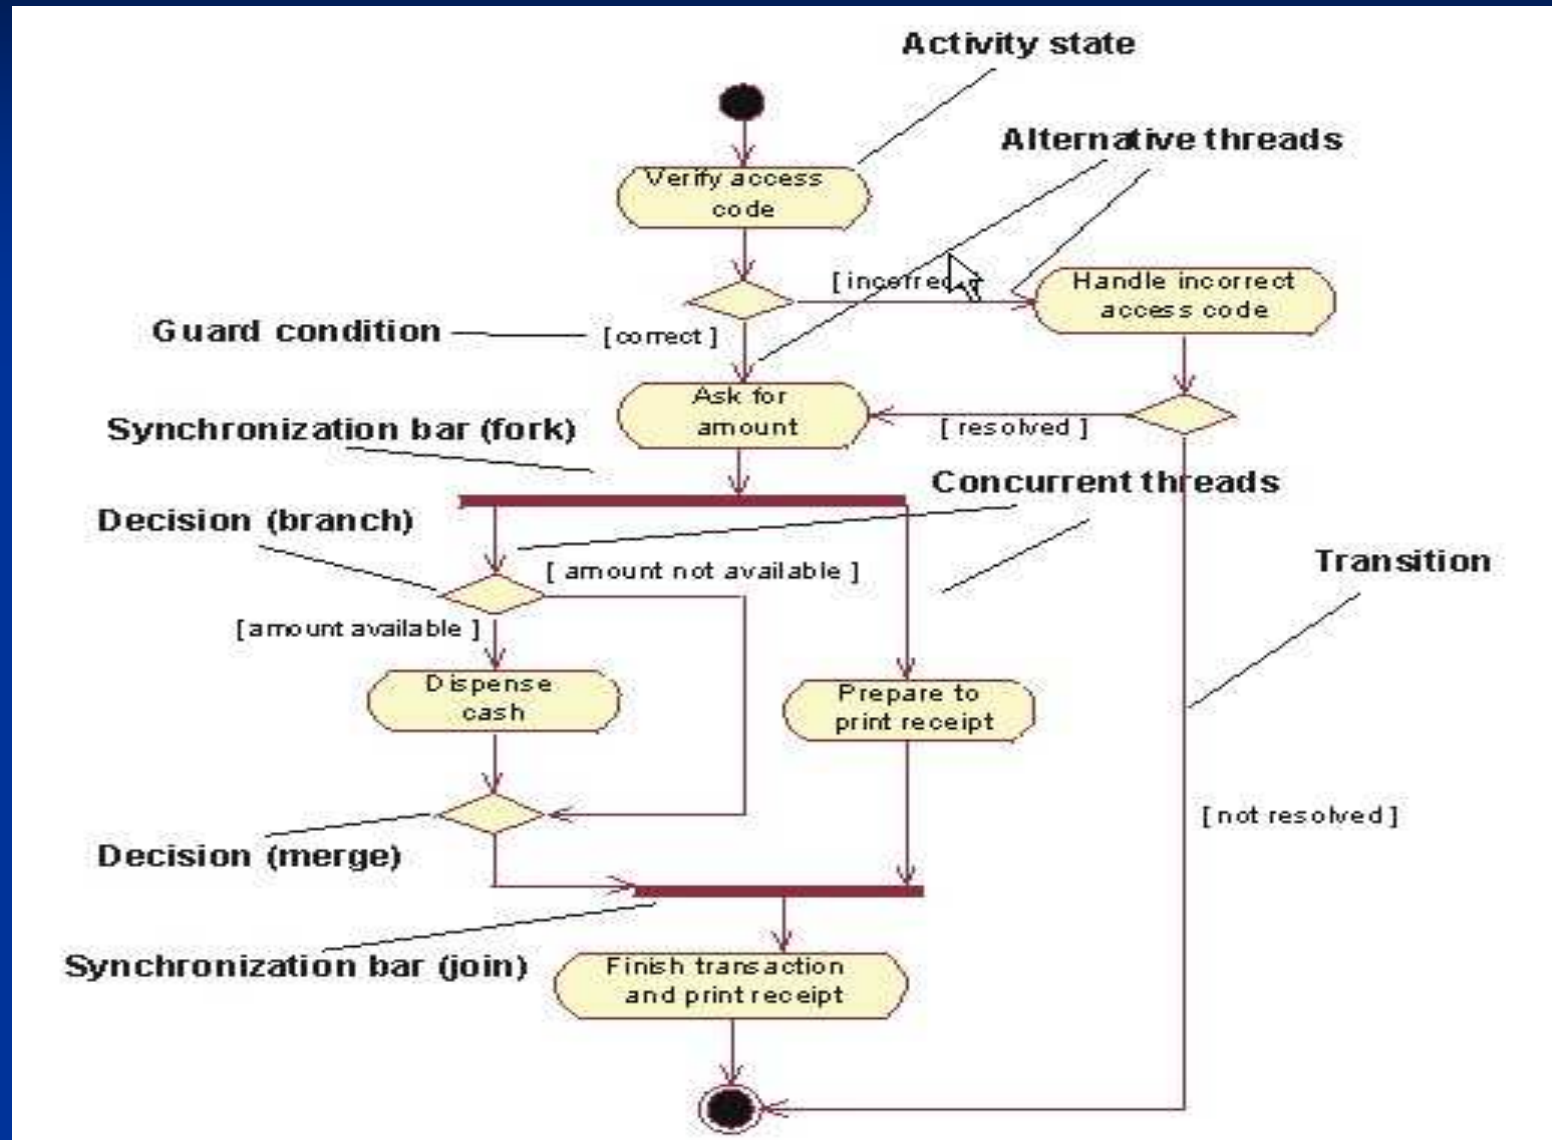 Activity state
Alternative threads
Verify access
code
Handle incorrect
access code
Guard condition
[ correct ]
Ask for
amount
Synchronization bar (fork)
[ resolved ]
Concurrent threads
Decision (branch)
[ amount not available ]
Transition
[ amount available ]
Dispense
cash
Prepare to
print receipt
[ not resolved ]
Decision (merge)
Synchronization bar (join)
Finish transaction
and print receipt